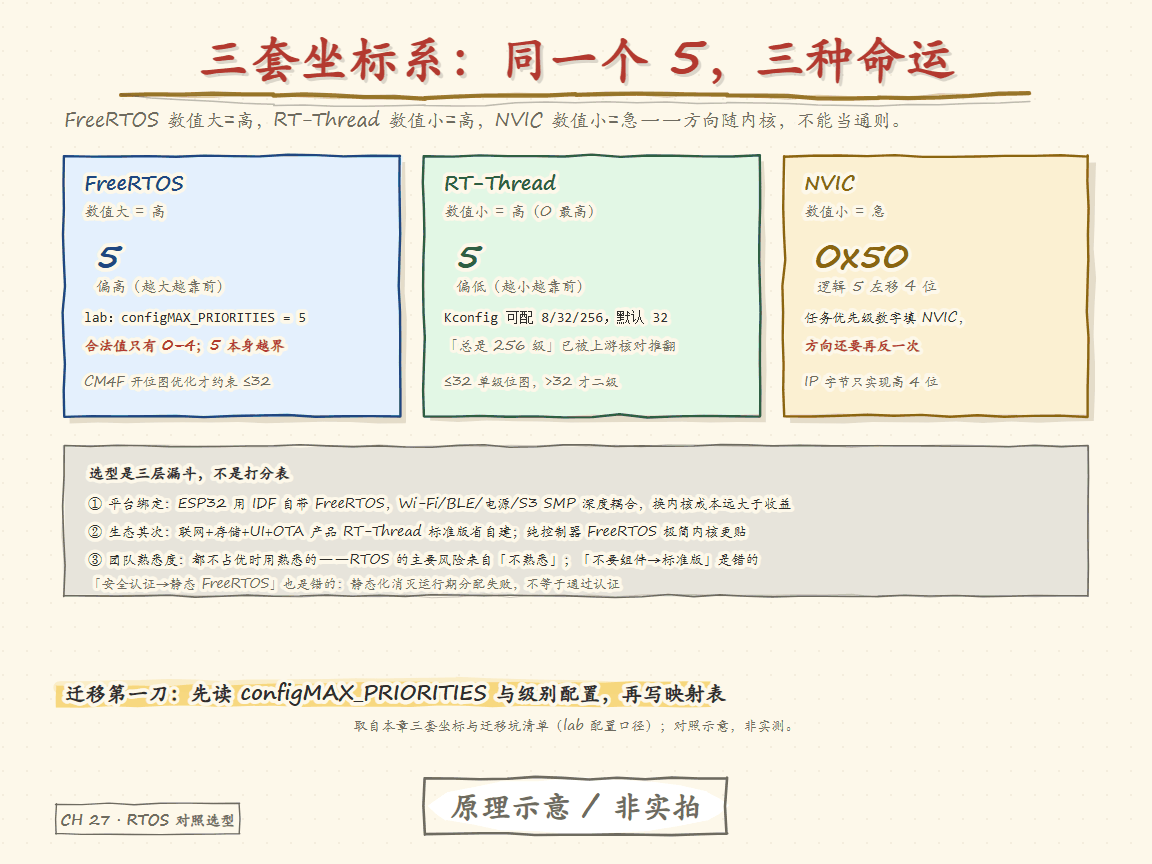 三套坐标系：同一个 5，三种命运
FreeRTOS 数值大=高，RT-Thread 数值小=高，NVIC 数值小=急——方向随内核，不能当通则。
FreeRTOS
数值大 = 高
5
偏高（越大越靠前）
lab：configMAX_PRIORITIES = 5
合法值只有 0-4；5 本身越界
CM4F 开位图优化才约束 ≤32
RT-Thread
数值小 = 高（0 最高）
5
偏低（越小越靠前）
Kconfig 可配 8/32/256，默认 32
「总是 256 级」已被上游核对推翻
≤32 单级位图，>32 才二级
NVIC
数值小 = 急
0x50
逻辑 5 左移 4 位
任务优先级数字填 NVIC，
方向还要再反一次
IP 字节只实现高 4 位
选型是三层漏斗，不是打分表
① 平台绑定：ESP32 用 IDF 自带 FreeRTOS，Wi-Fi/BLE/电源/S3 SMP 深度耦合，换内核成本远大于收益
② 生态其次：联网+存储+UI+OTA 产品 RT-Thread 标准版省自建；纯控制器 FreeRTOS 极简内核更贴
③ 团队熟悉度：都不占优时用熟悉的——RTOS 的主要风险来自「不熟悉」；「不要组件→标准版」是错的
「安全认证→静态 FreeRTOS」也是错的：静态化消灭运行期分配失败，不等于通过认证
迁移第一刀：先读 configMAX_PRIORITIES 与级别配置，再写映射表
取自本章三套坐标与迁移坑清单（lab 配置口径）；对照示意，非实测。
原理示意 / 非实拍
CH 27 · RTOS 对照选型